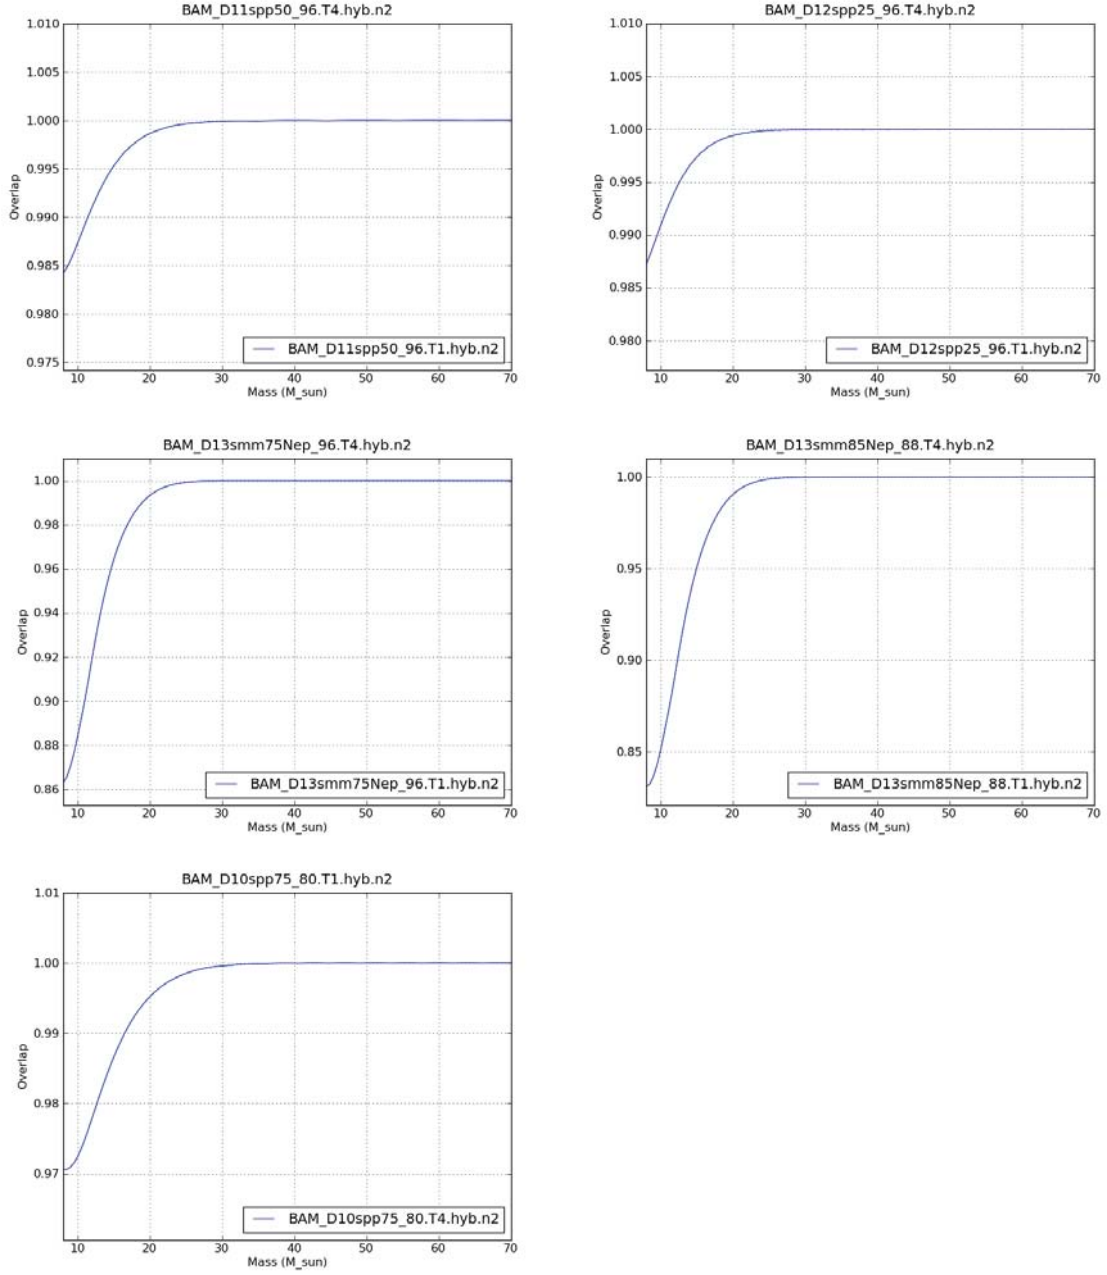 BAM_D11spp50_96.T4.hyb.n2
1.010
1.005
1.000
0.995
0.990
0.985
0.980
0.975
Overlap
BAM_D11spp50_96.T1.hyb.n2
10 20 30 40 50 60 70
Mass (M_sun)
BAM_D12spp25_96.T4.hyb.n2
1.010
1.005
1.000
0.995
0.990
0.985
0.980
Overlap
BAM_D12spp25_96.T1.hyb.n2
10 20 30 40 50 60 70
Mass (M_sun)
BAM_D13smm75Nep_96.T4.hyb.n2
1.00
0.98
0.96
0.94
0.92
0.90
0.88
0.86
Overlap
BAM_D13smm75Nep_96.T1.hyb.n2
10 20 30 40 50 60 70
Mass (M_sun)
BAM_D13smm85Nep_88.T4.hyb.n2
1.00
0.95
0.90
0.85
Overlap
BAM_D13smm85Nep_88.T1.hyb.n2
10 20 30 40 50 60 70
Mass (M_sun)
BAM_D10spp75_80.T1.hyb.n2
1.01
1.00
0.99
0.98
0.97
Overlap
BAM_D10spp75_80.T4.hyb.n2
10 20 30 40 50 60 70
Mass (M_sun)